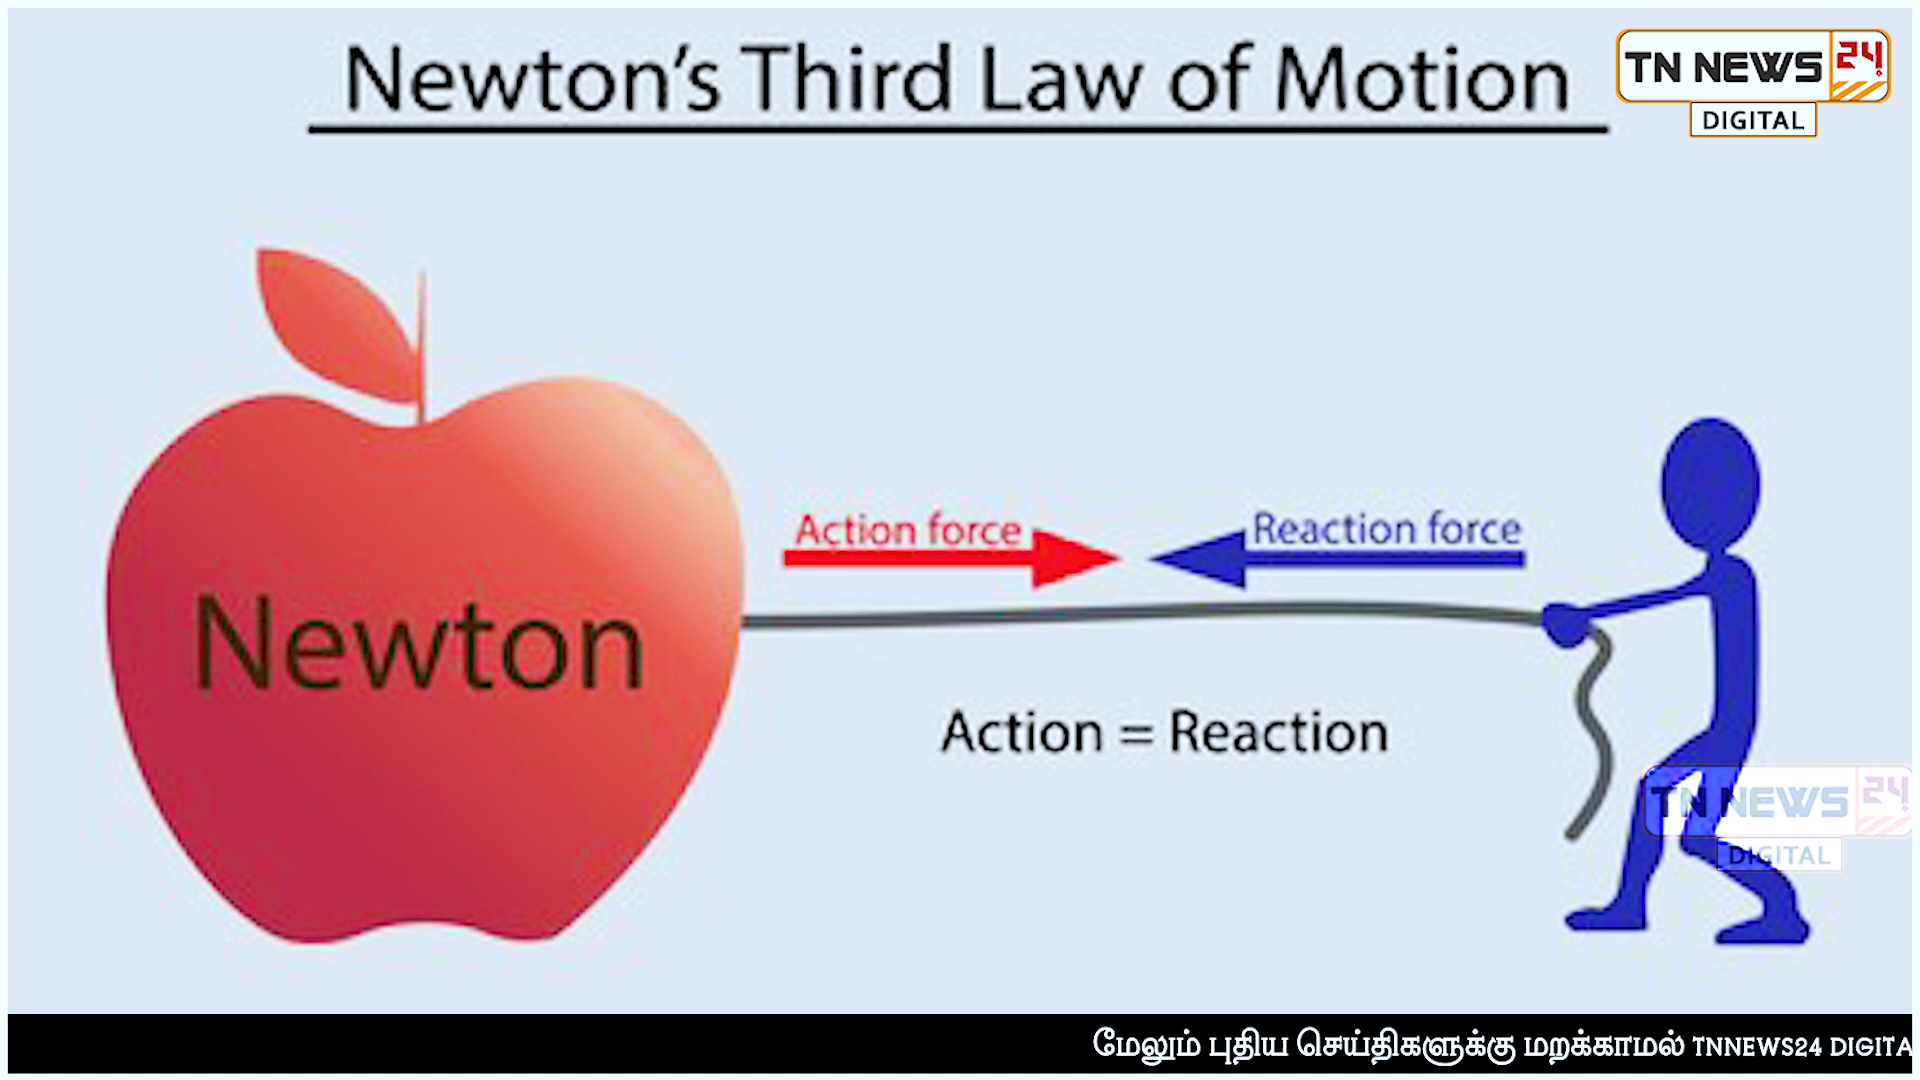 Newton's Third Law of Motion
TN NEWS 24
DIGITAL
Action force
Reaction force
Newton
Action = Reaction
TN NEWS 24
DIGITAL
மேலும் புதிய செய்திகளுக்கு மறக்காமல் TNNEWS24 DIGITA